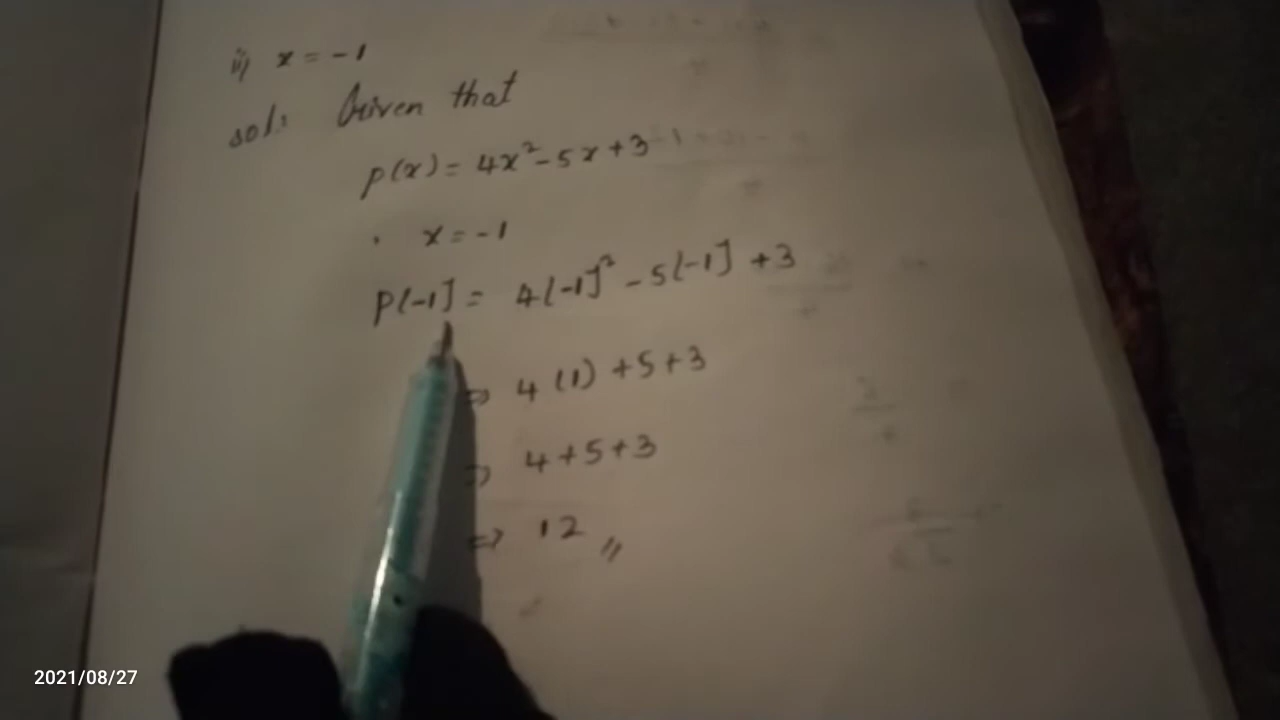 ii) x = -1
sol: Given that
p(x) = 4x² - 5x + 3
x = -1
P(-1] = 4(-1]² - 5(-1] + 3
⇒ 4 (1) + 5 + 3
⇒ 4 + 5 + 3
⇒ 12 //
2021/08/27